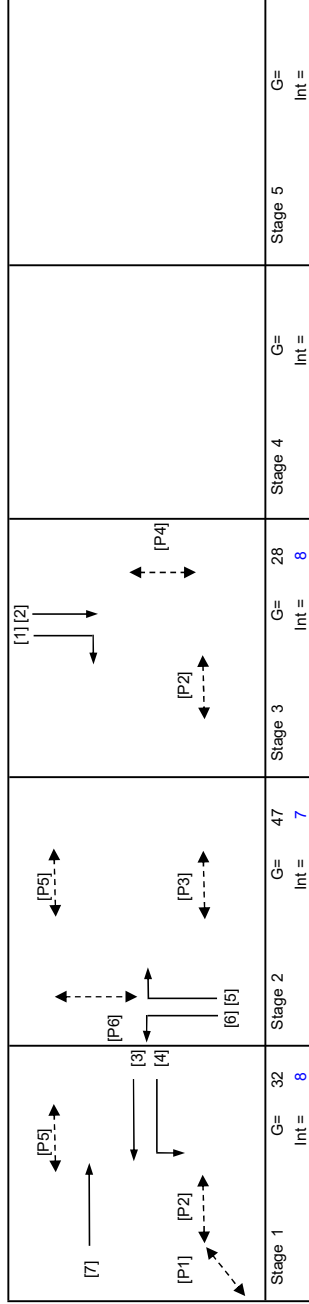 [P5]
[7]
[3]
[4]
[P1]
[P2]
Stage 1 G= 32
Int = 8
[P5]
[P6]
[P3]
[6] [5]
Stage 2 G= 47
Int = 7
[1] [2]
[P4]
[P2]
Stage 3 G= 28
Int = 8
Stage 4 G=
Int =
Stage 5 G=
Int =